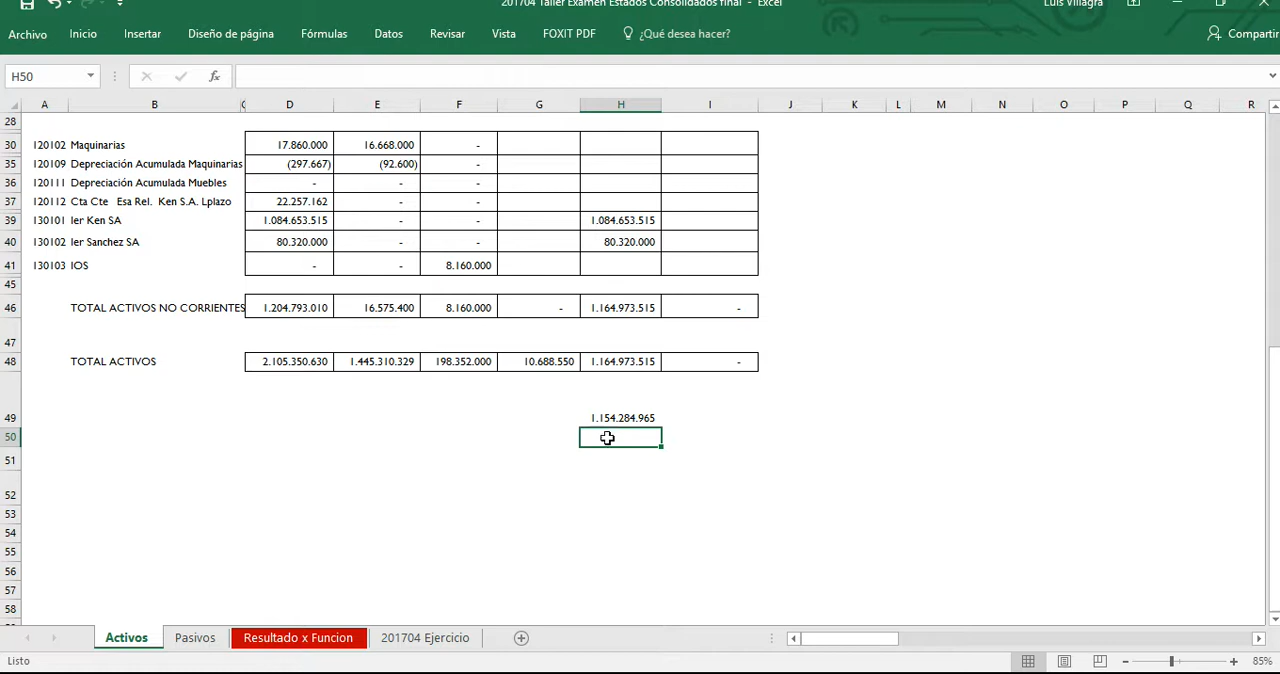 201704 Taller Examen Estados Consolidados final - Excel
Luis Villagra
Archivo Inicio Insertar Diseño de página Fórmulas Datos Revisar Vista FOXIT PDF ¿Qué desea hacer? Compartir
H50 fx
A B C D E F G H I J K L M N O P Q R
28
30 120102 Maquinarias 17.860.000 16.668.000 -
35 120109 Depreciación Acumulada Maquinarias (297.667) (92.600) -
36 120111 Depreciación Acumulada Muebles - - -
37 120112 Cta Cte Esa Rel. Ken S.A. Lplazo 22.257.162 - -
39 130101 Ier Ken SA 1.084.653.515 - - 1.084.653.515
40 130102 Ier Sanchez SA 80.320.000 - - 80.320.000
41 130103 IOS - - 8.160.000
45
46 TOTAL ACTIVOS NO CORRIENTES 1.204.793.010 16.575.400 8.160.000 - 1.164.973.515 -
47
48 TOTAL ACTIVOS 2.105.350.630 1.445.310.329 198.352.000 10.688.550 1.164.973.515 -
49 1.154.284.965
50
51
52
53
54
55
56
57
58
Activos Pasivos Resultado x Funcion 201704 Ejercicio
Listo 85%